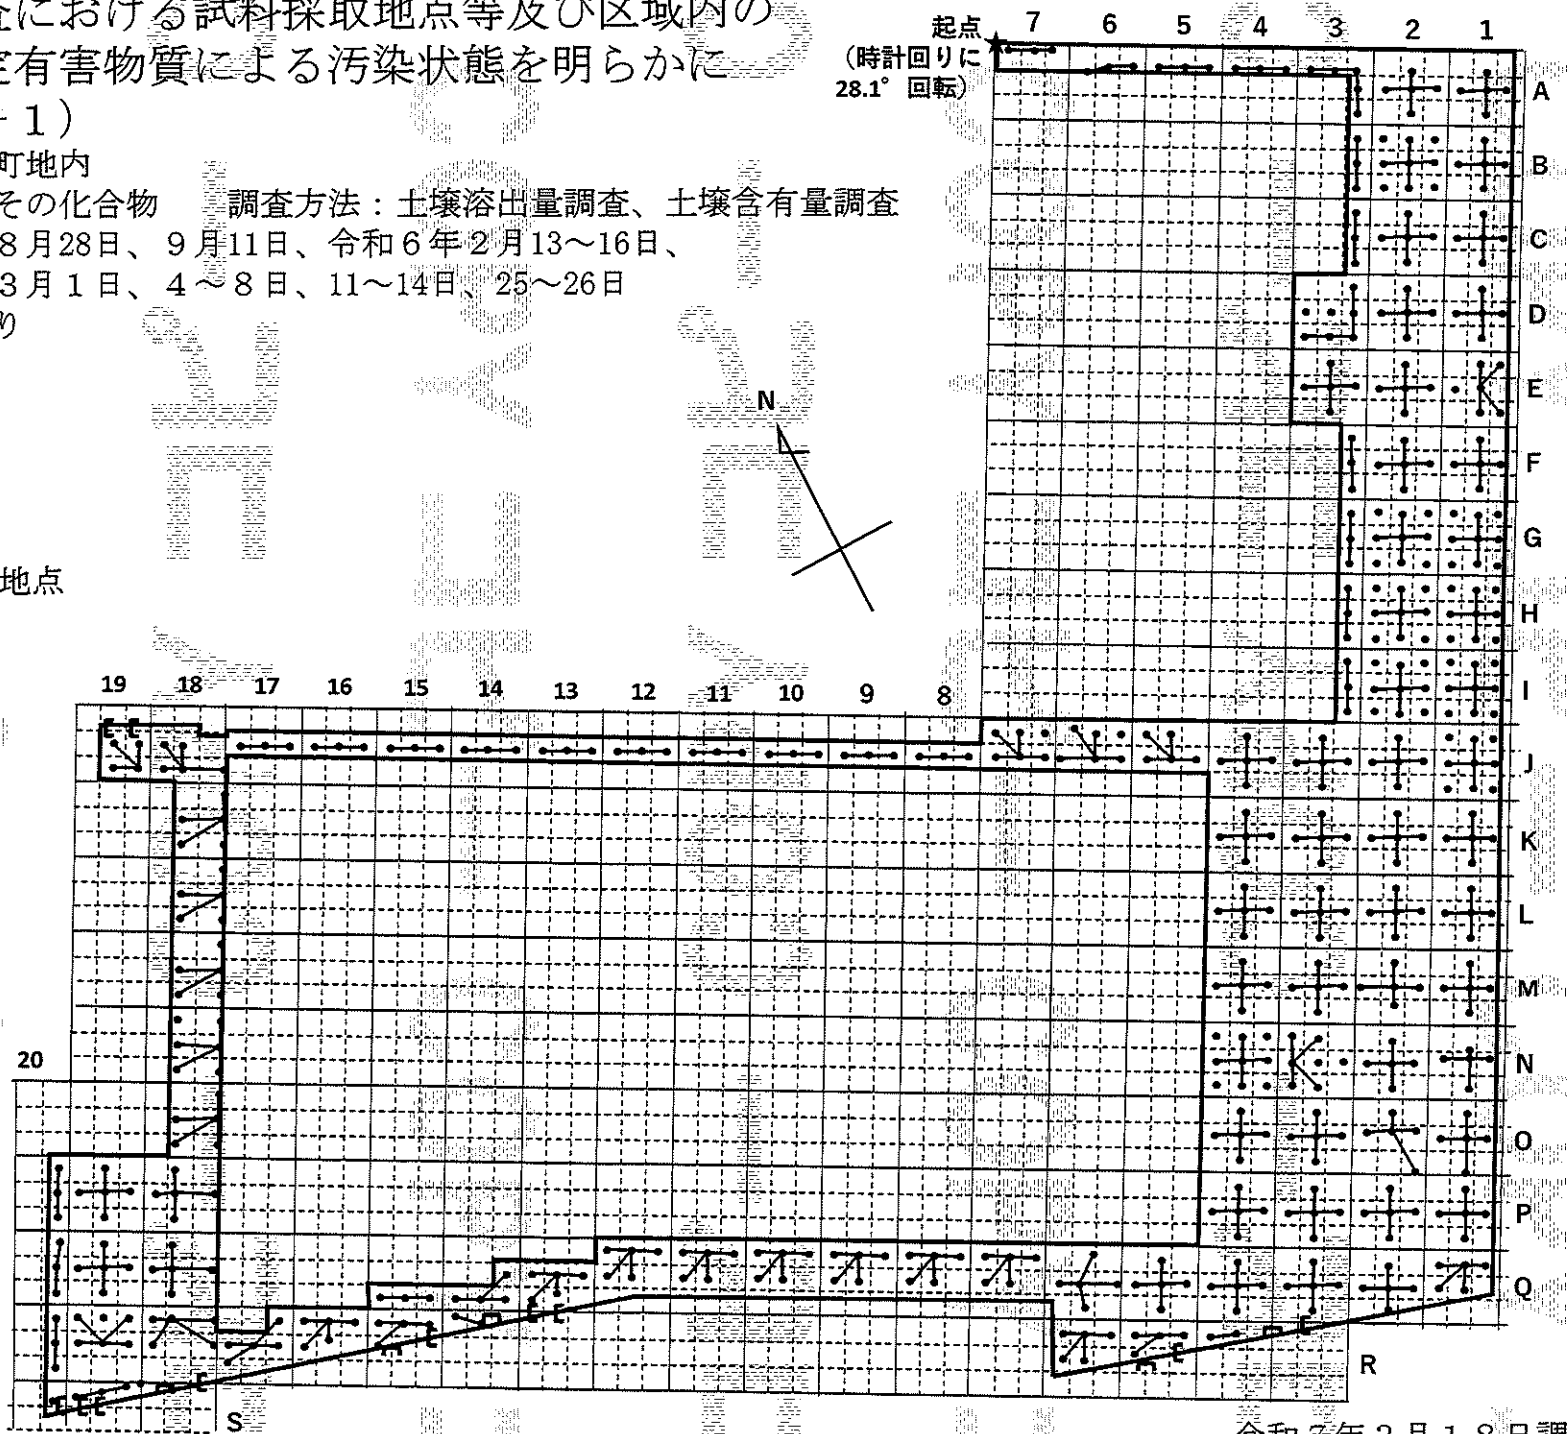 における試料採取地点等及び区域内の
有害物質による汚染状態を明らかに
- 1）
町地内
その化合物　調査方法：土壌溶出量調査、土壌含有量調査
8月28日、9月11日、令和6年2月13～16日、
3月1日、4～8日、11～14日、25～26日
り
地点
起点
（時計回りに
28.1°回転）
7 6 5 4 3 2 1
A
B
C
D
E
N
F
G
H
I
19 18 17 16 15 14 13 12 11 10 9 8
J
K
L
M
20
N
O
P
Q
R
S